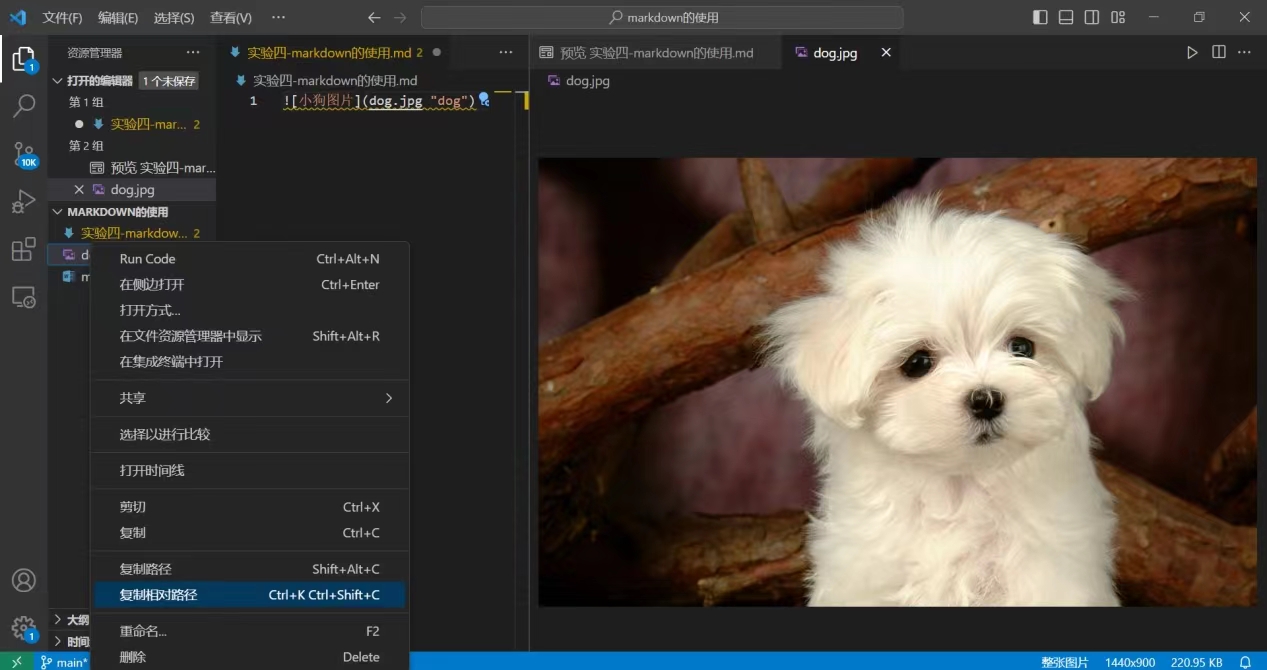 文件(F) 编辑(E) 选择(S) 查看(V) ··· markdown的使用
资源管理器 ···
打开的编辑器 1 个未保存
第 1 组
实验四-mar... 2
第 2 组
预览 实验四-mar...
dog.jpg
MARKDOWN的使用
实验四-markdow... 2
d
m
大纲
时间
1
10K
1
实验四-markdown的使用.md 2 ···
实验四-markdown的使用.md
1 ![小狗图片](dog.jpg "dog")
预览 实验四-markdown的使用.md dog.jpg ···
dog.jpg
Run Code Ctrl+Alt+N
在侧边打开 Ctrl+Enter
打开方式...
在文件资源管理器中显示 Shift+Alt+R
在集成终端中打开
共享
选择以进行比较
打开时间线
剪切 Ctrl+X
复制 Ctrl+C
复制路径 Shift+Alt+C
复制相对路径 Ctrl+K Ctrl+Shift+C
重命名... F2
删除 Delete
main* 整张图片 1440x900 220.95 KB